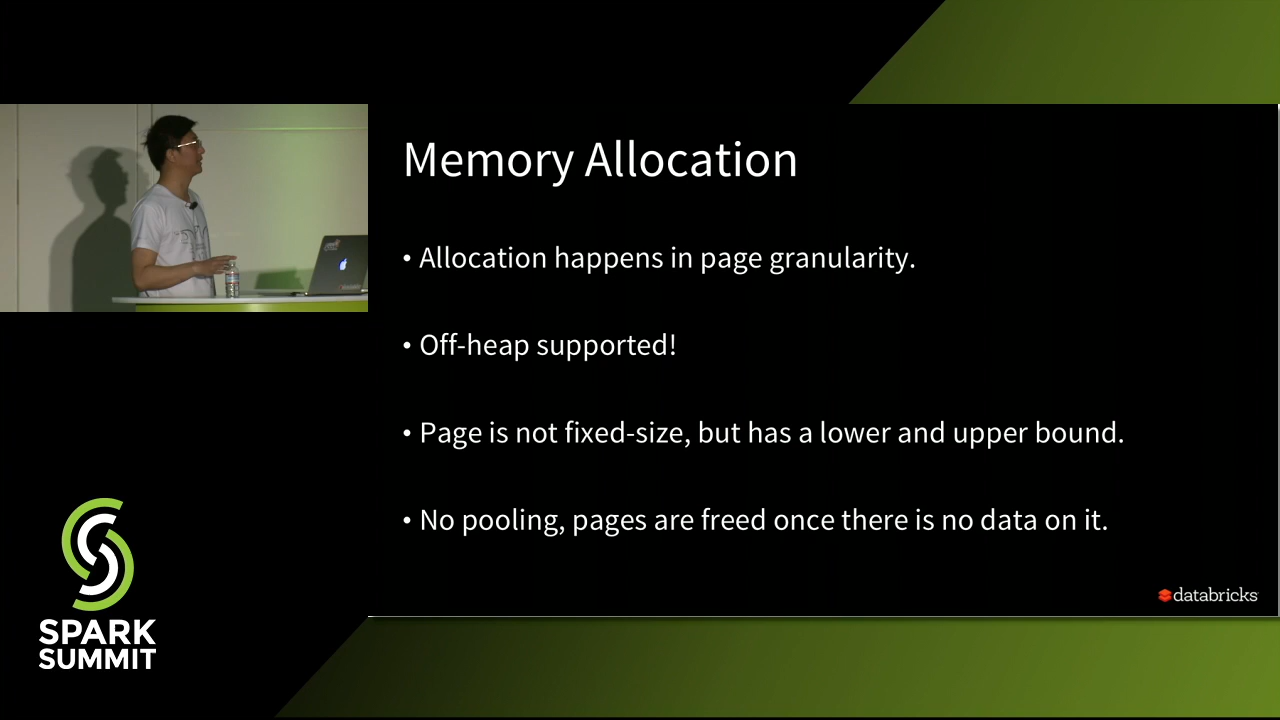 Memory Allocation
• Allocation happens in page granularity.
• Off-heap supported!
• Page is not fixed-size, but has a lower and upper bound.
• No pooling, pages are freed once there is no data on it.
databricks
SPARK
SUMMIT